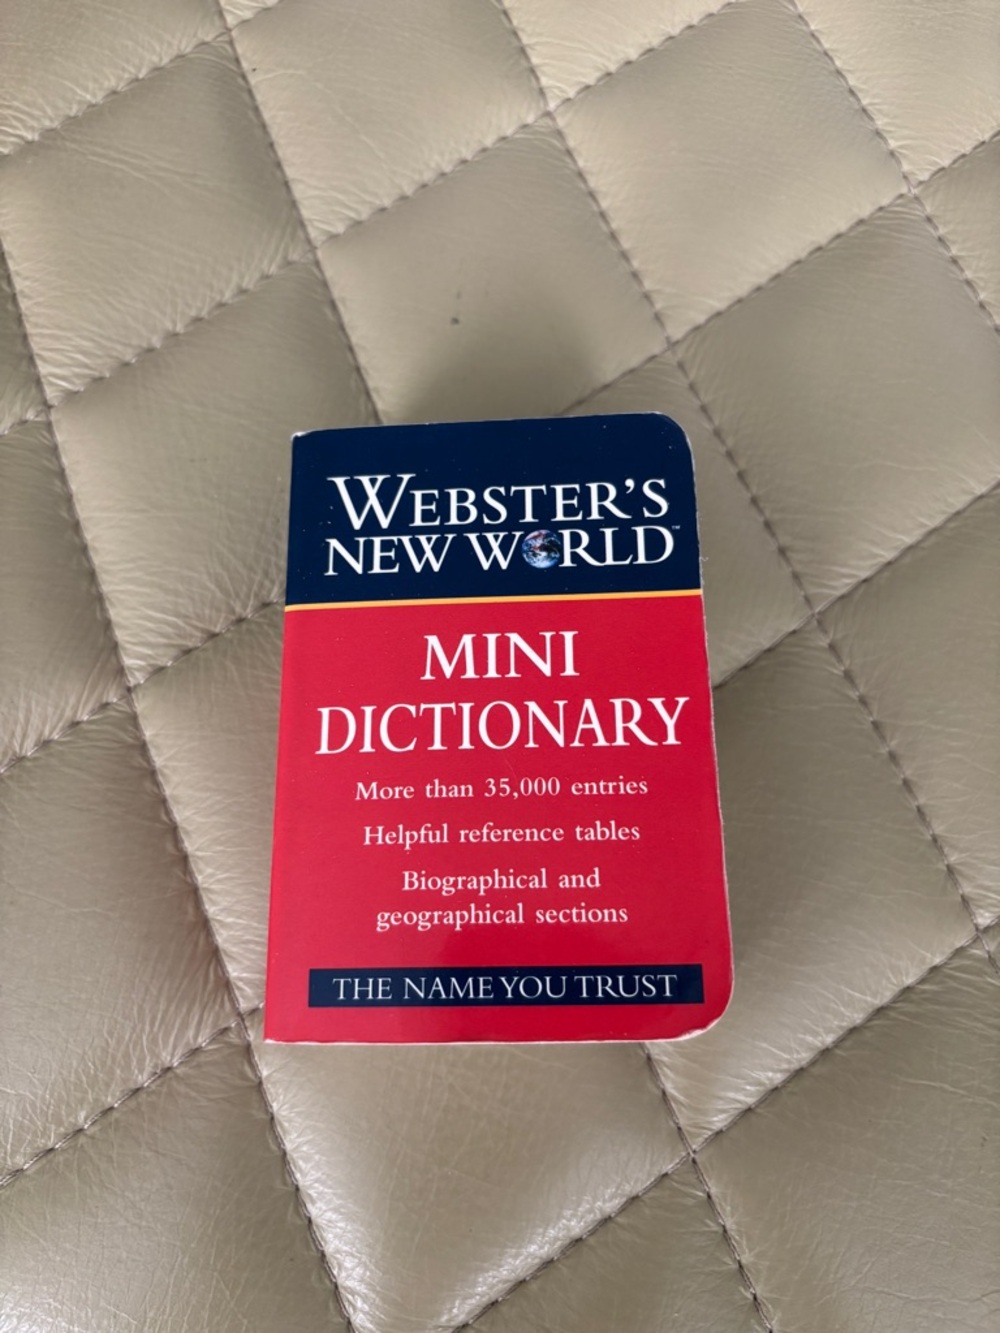 WEBSTER'S
NEW WORLD™
MINI
DICTIONARY
More than 35,000 entries
Helpful reference tables
Biographical and
geographical sections
THE NAME YOU TRUST